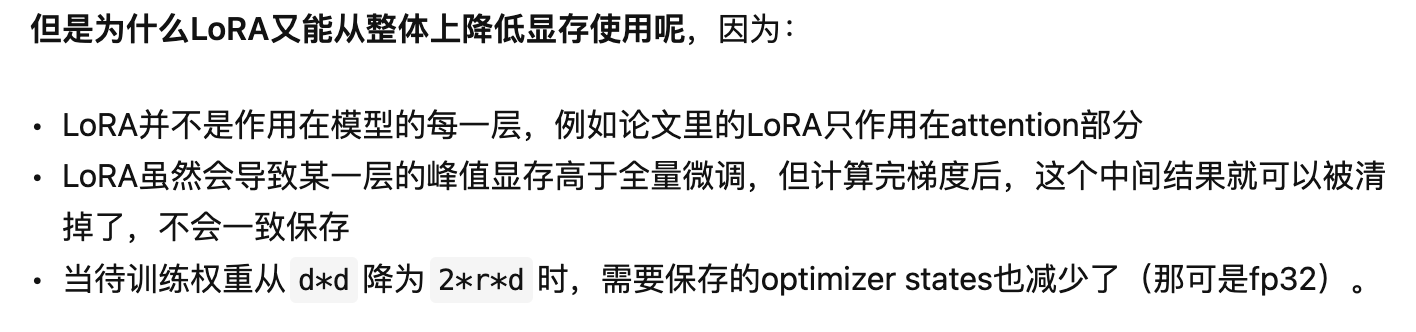 但是为什么LoRA又能从整体上降低显存使用呢，因为：
• LoRA并不是作用在模型的每一层，例如论文里的LoRA只作用在attention部分
• LoRA虽然会导致某一层的峰值显存高于全量微调，但计算完梯度后，这个中间结果就可以被清
掉了，不会一致保存
• 当待训练权重从 d*d 降为 2*r*d 时，需要保存的optimizer states也减少了（那可是fp32）。